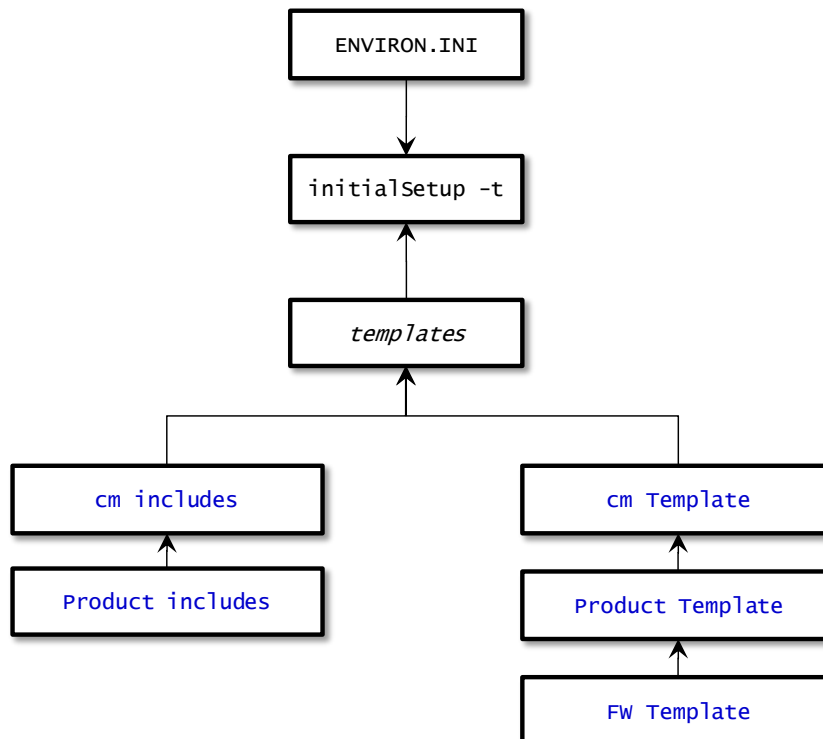 ENVIRON.INI
initialSetup -t
templates
cm includes
cm Template
Product includes
Product Template
FW Template